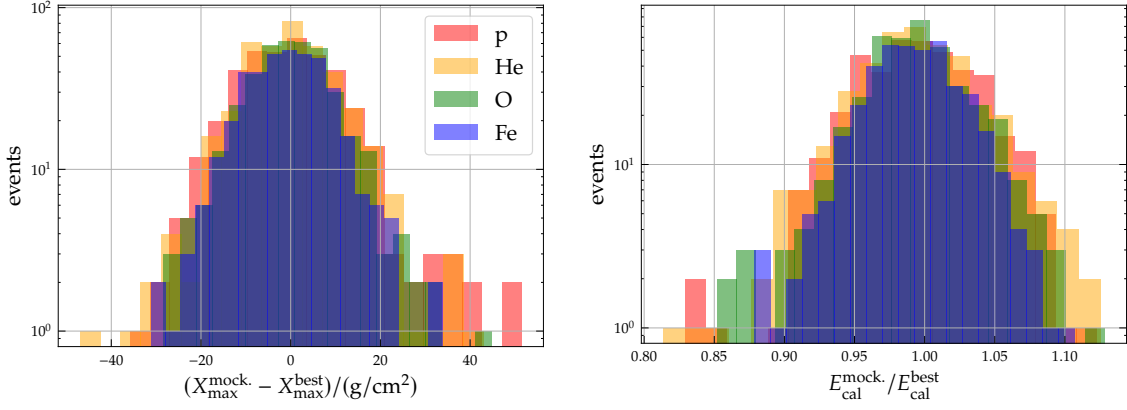 10²
10¹
10⁰
events
−40 −20 0 20 40
(X_max^mock. − X_max^best)/(g/cm²)
p
He
O
Fe
10¹
10⁰
events
0.80 0.85 0.90 0.95 1.00 1.05 1.10
E_cal^mock./E_cal^best